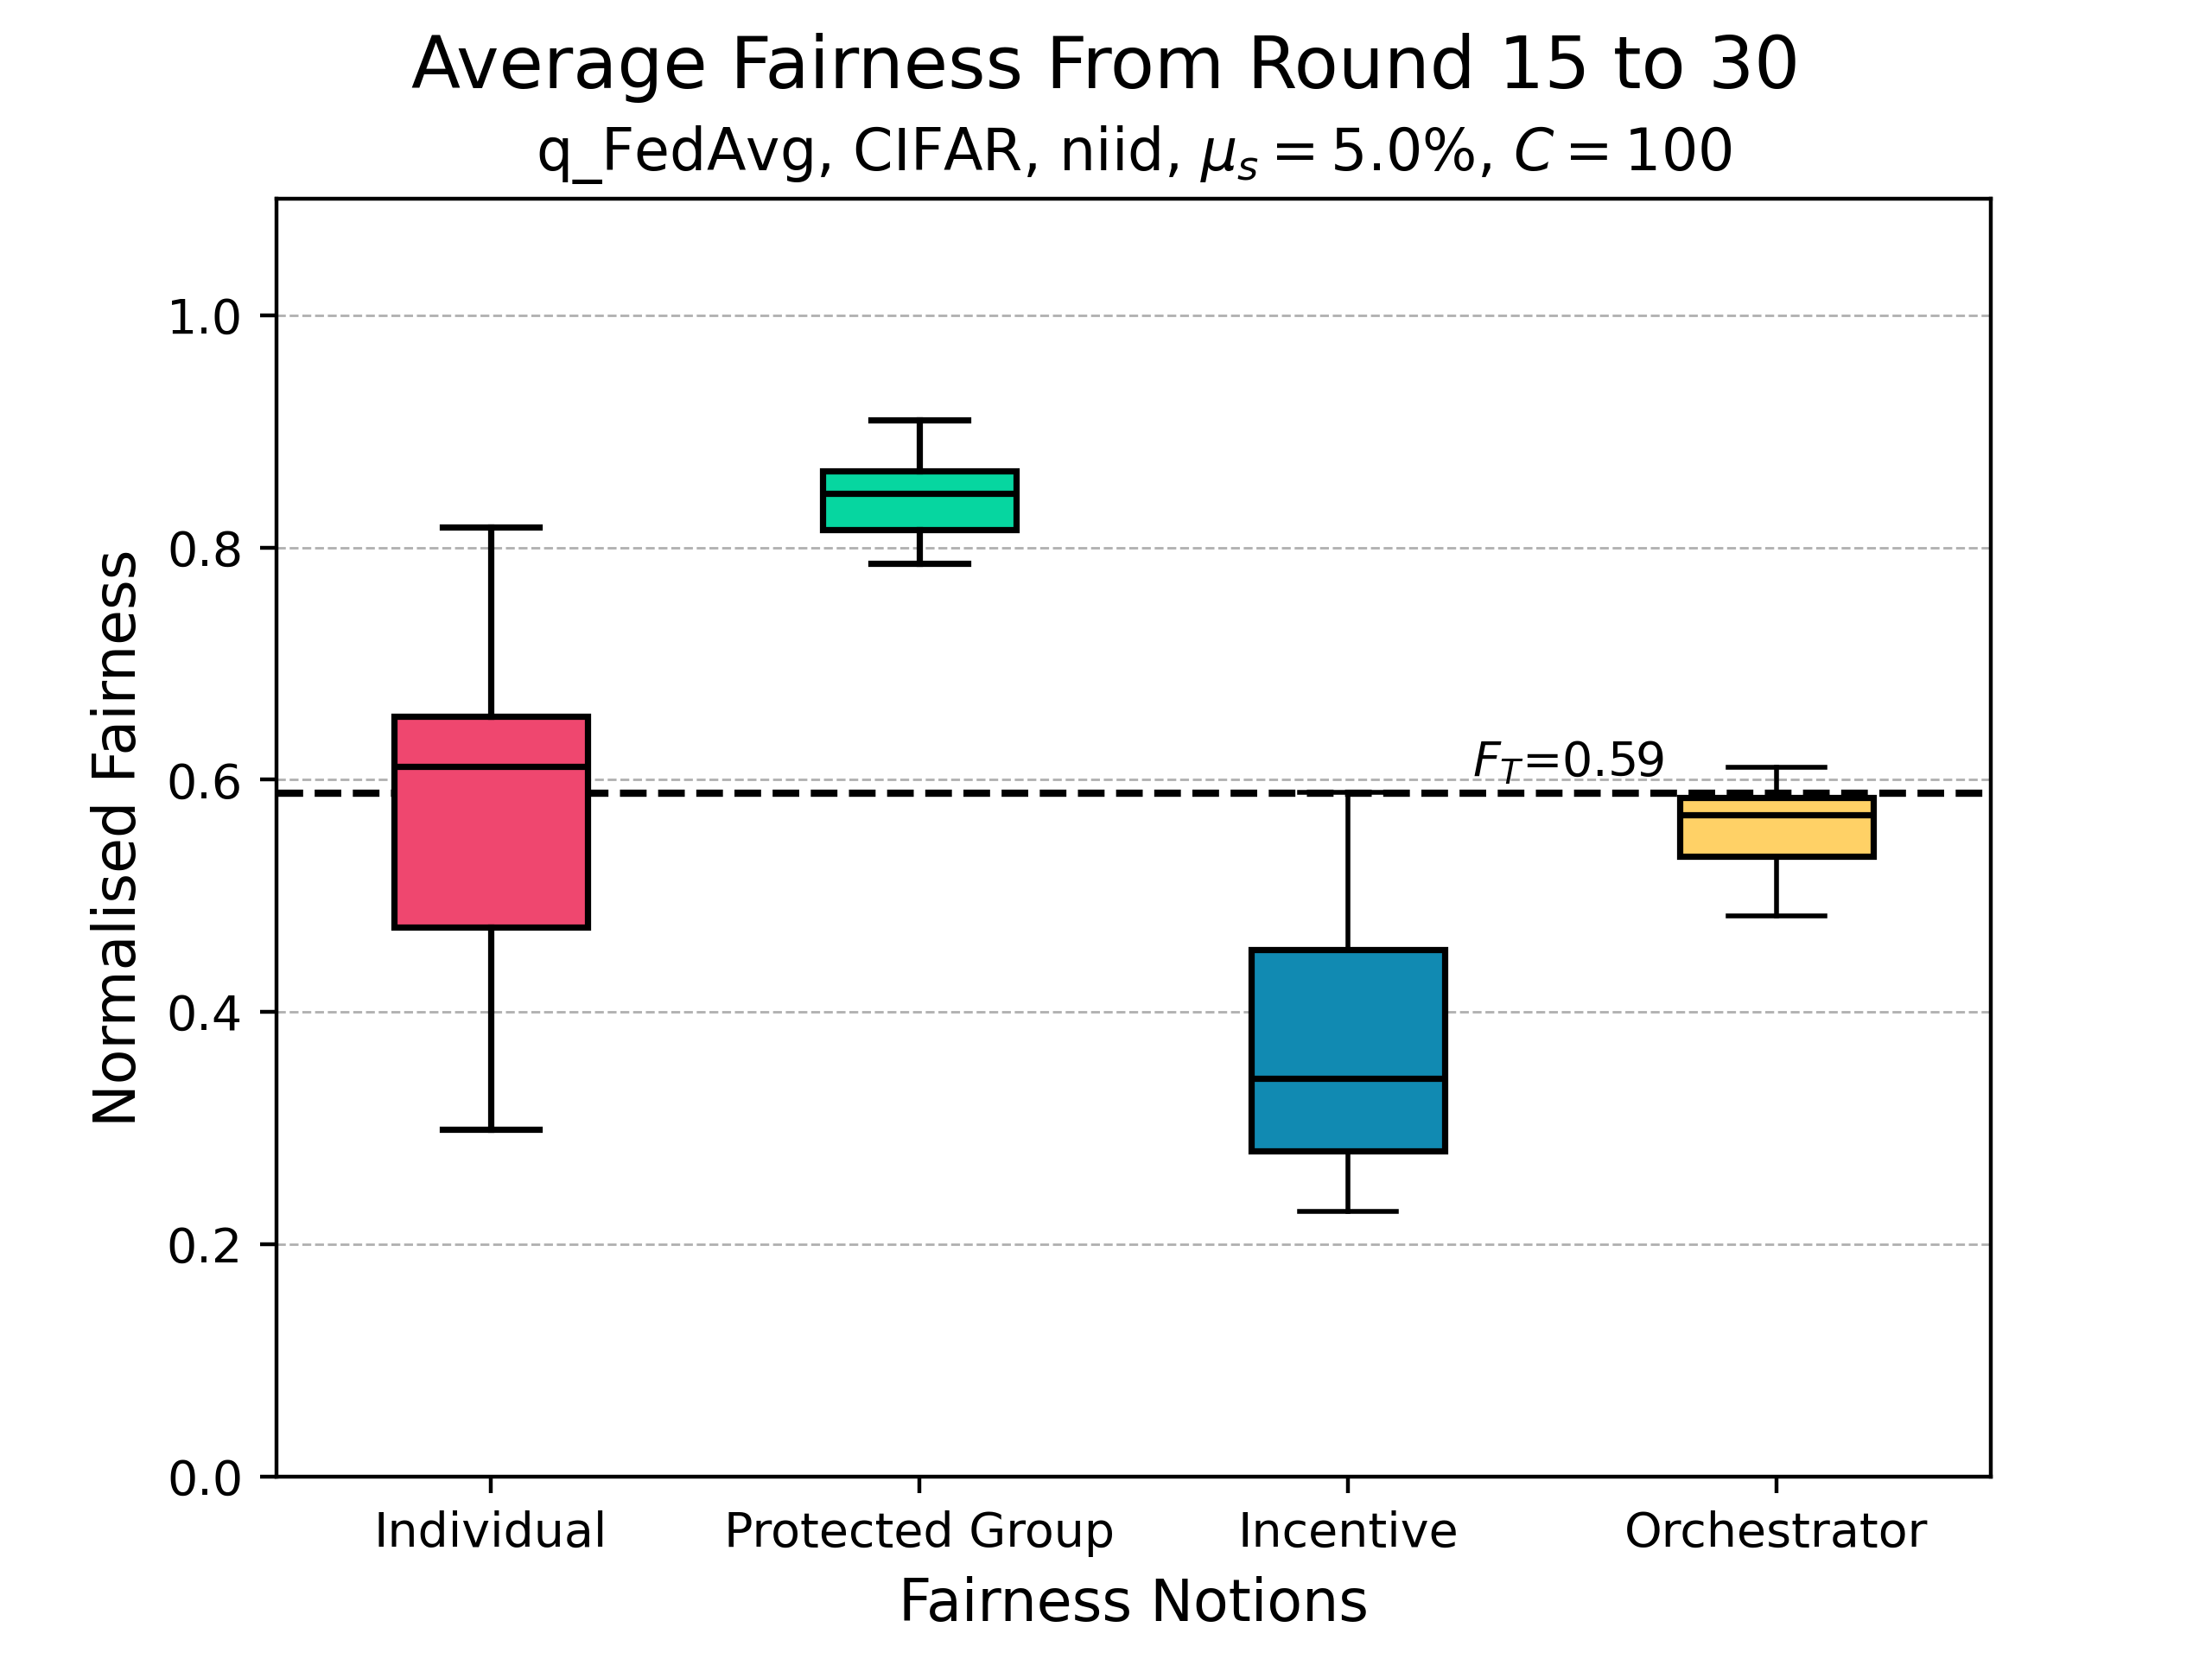 Average Fairness From Round 15 to 30
q_FedAvg, CIFAR, niid, μₛ = 5.0%, C = 100
Normalised Fairness
1.0
0.8
0.6
0.4
0.2
0.0
F_T=0.59
Individual
Protected Group
Incentive
Orchestrator
Fairness Notions